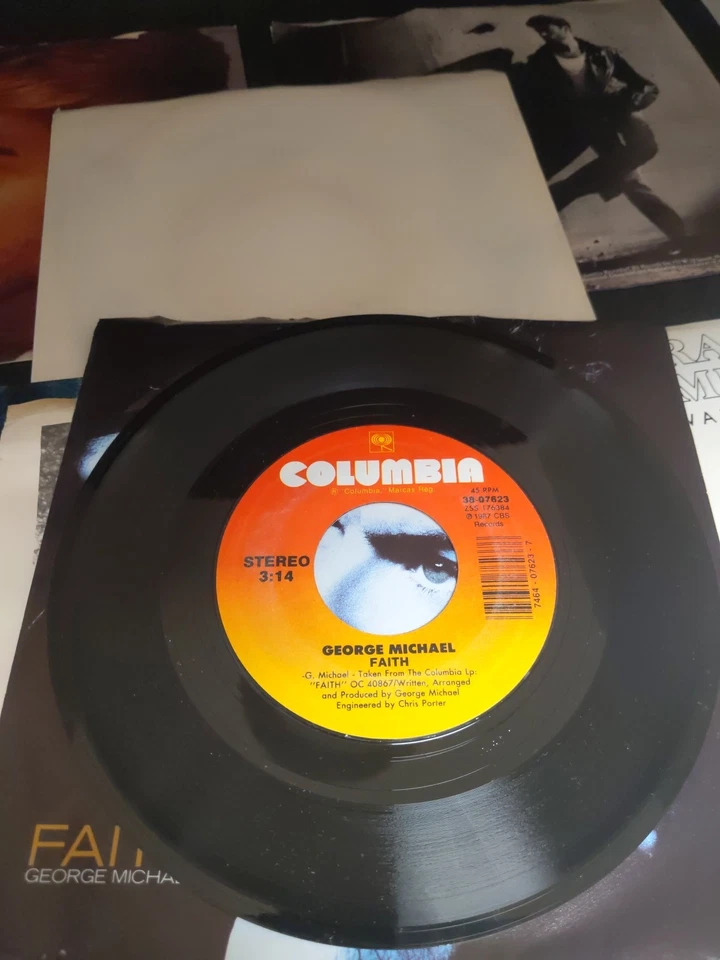 COLUMBIA
® "Columbia," Marcas Reg.
45 RPM
38-07623
ZSS 176384
℗ 1987 CBS
Records
STEREO
3:14
7464-07623-7
GEORGE MICHAEL
FAITH
-G. Michael - Taken From The Columbia Lp:
"FAITH" OC 40867/Written, Arranged
and Produced by George Michael
Engineered by Chris Porter
FAI
GEORGE MICHA
RA